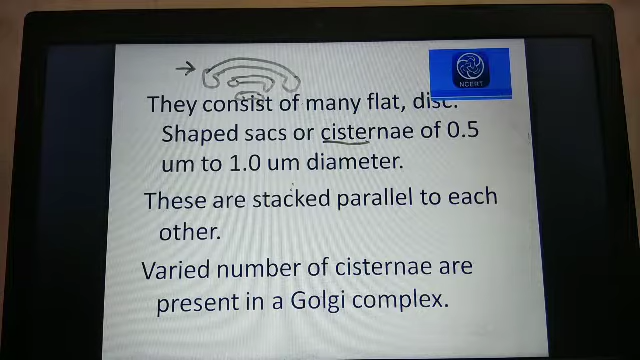 NCERT
They consist of many flat, disc.
Shaped sacs or cisternae of 0.5
um to 1.0 um diameter.
These are stacked parallel to each
other.
Varied number of cisternae are
present in a Golgi complex.